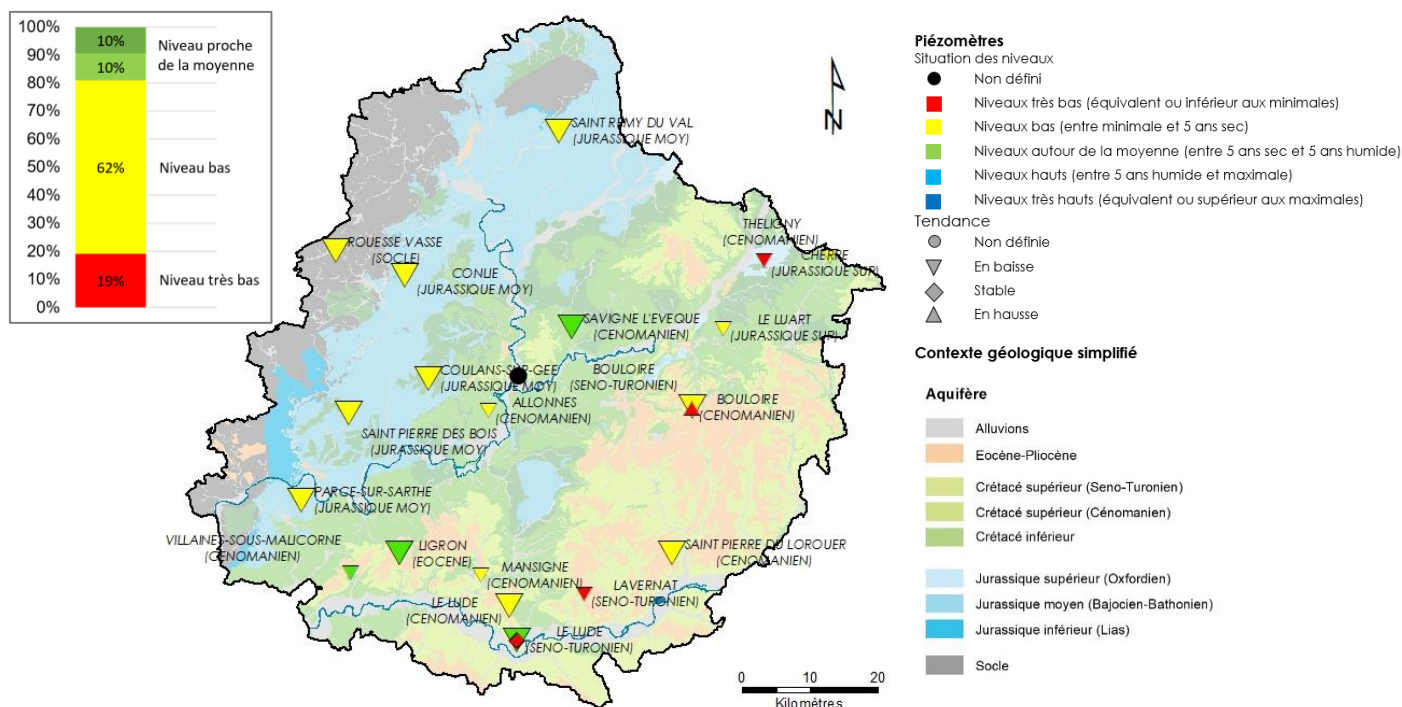 100%
90%
80%
70%
60%
50%
40%
30%
20%
10%
0%
10%
10%
62%
19%
Niveau proche
de la moyenne
Niveau bas
Niveau très bas
N
SAINT REMY DU VAL
(JURASSIQUE MOY)
ROUESSE VASSE
(SOCLE)
CONLIE
(JURASSIQUE MOY)
THELIGNY
(CENOMANIEN)
CHERRE
(JURASSIQUE SUP)
SAVIGNE L'EVEQUE
(CENOMANIEN)
LE LUART
(JURASSIQUE SUP)
COULANS-SUR-GEE
(JURASSIQUE MOY)
BOULOIRE
(SENO-TURONIEN)
ALLONNES
(CENOMANIEN)
BOULOIRE
(CENOMANIEN)
SAINT PIERRE DES BOIS
(JURASSIQUE MOY)
PARCE-SUR-SARTHE
(JURASSIQUE MOY)
VILLAINES-SOUS-MALICORNE
(CENOMANIEN)
LIGRON
(EOCENE)
MANSIGNE
(CENOMANIEN)
SAINT PIERRE DU LOROUER
(CENOMANIEN)
LAVERNAT
(SENO-TURONIEN)
LE LUDE
(CENOMANIEN)
LE LUDE
(SENO-TURONIEN)
0 10 20
Kilomètres
Piézomètres
Situation des niveaux
Non défini
Niveaux très bas (équivalent ou inférieur aux minimales)
Niveaux bas (entre minimale et 5 ans sec)
Niveaux autour de la moyenne (entre 5 ans sec et 5 ans humide)
Niveaux hauts (entre 5 ans humide et maximale)
Niveaux très hauts (équivalent ou supérieur aux maximales)
Tendance
Non définie
En baisse
Stable
En hausse
Contexte géologique simplifié
Aquifère
Alluvions
Eocène-Pliocène
Crétacé supérieur (Seno-Turonien)
Crétacé supérieur (Cénomanien)
Crétacé inférieur
Jurassique supérieur (Oxfordien)
Jurassique moyen (Bajocien-Bathonien)
Jurassique inférieur (Lias)
Socle